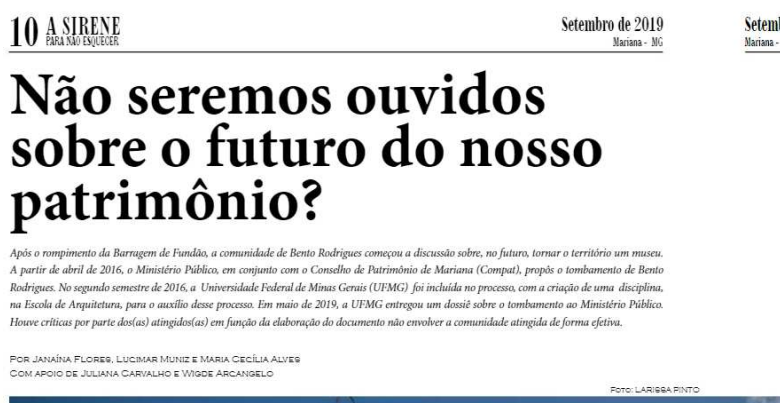 10 A SIRENE
PARA NÃO ESQUECER
Setembro de 2019
Mariana - MG
Mariana -
Não seremos ouvidos
sobre o futuro do nosso
patrimônio?
Após o rompimento da Barragem de Fundão, a comunidade de Bento Rodrigues começou a discussão sobre, no futuro, tornar o território um museu.
A partir de abril de 2016, o Ministério Público, em conjunto com o Conselho de Patrimônio de Mariana (Compat), propôs o tombamento de Bento
Rodrigues. No segundo semestre de 2016, a Universidade Federal de Minas Gerais (UFMG) foi incluída no processo, com a criação de uma disciplina,
na Escola de Arquitetura, para o auxílio desse processo. Em maio de 2019, a UFMG entregou um dossiê sobre o tombamento ao Ministério Público.
Houve críticas por parte dos(as) atingidos(as) em função da elaboração do documento não envolver a comunidade atingida de forma efetiva.
Por Janaína Flores, Lucimar Muniz e Maria Cecília Alves
Com apoio de Juliana Carvalho e Wigde Arcangelo
Foto: LARISSA PINTO